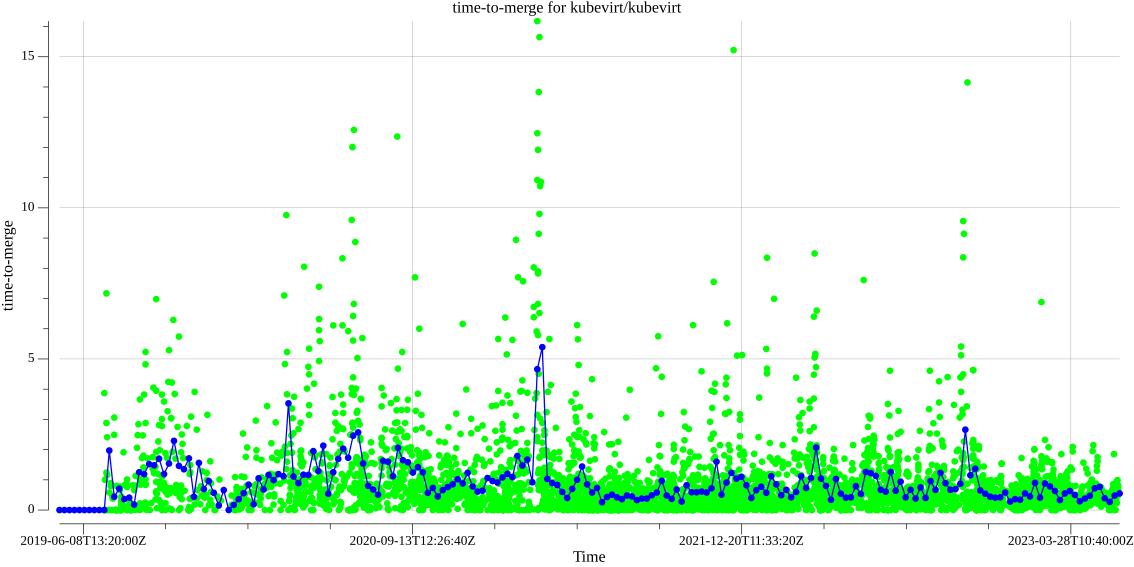 time-to-merge for kubevirt/kubevirt
15
10
5
0
time-to-merge
2019-06-08T13:20:00Z
2020-09-13T12:26:40Z
2021-12-20T11:33:20Z
2023-03-28T10:40:00Z
Time